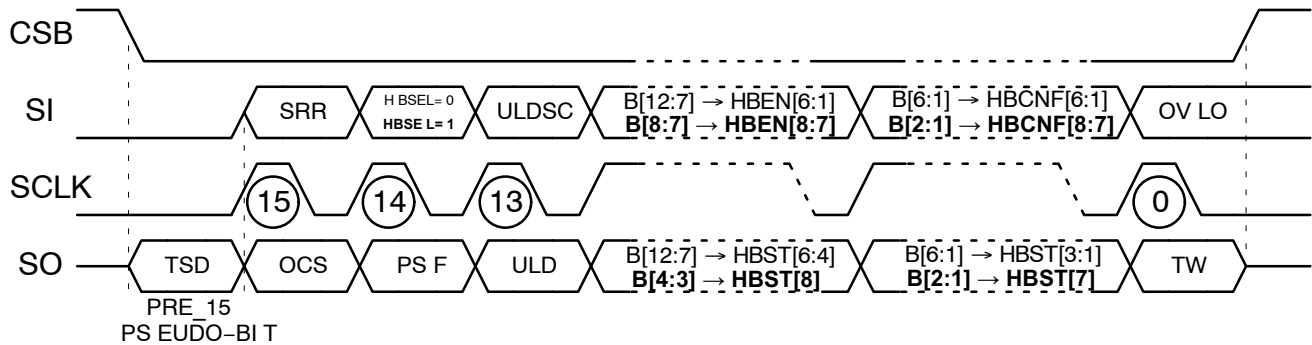 CSB
SI SRR H BSEL= 0 ULDSC B[12:7] → HBEN[6:1] B[6:1] → HBCNF[6:1] OV LO
HBSE L= 1 B[8:7] → HBEN[8:7] B[2:1] → HBCNF[8:7]
SCLK 15 14 13 0
SO TSD OCS PS F ULD B[12:7] → HBST[6:4] B[6:1] → HBST[3:1] TW
B[4:3] → HBST[8] B[2:1] → HBST[7]
PRE_15
PS EUDO−BI T